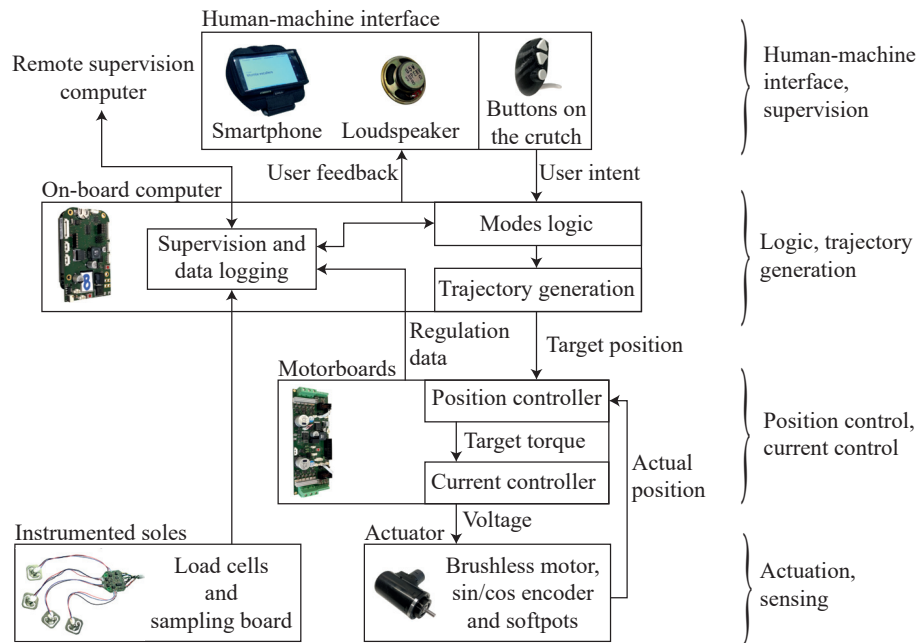 Human-machine interface
Remote supervision
computer
Smartphone
Loudspeaker
Buttons on
the crutch
Human-machine
interface,
supervision
User feedback
User intent
On-board computer
Supervision and
data logging
Modes logic
Trajectory generation
Logic, trajectory
generation
Regulation
data
Target position
Motorboards
Position controller
Target torque
Current controller
Actual
position
Position control,
current control
Voltage
Instrumented soles
Load cells
and
sampling board
Actuator
Brushless motor,
sin/cos encoder
and softpots
Actuation,
sensing